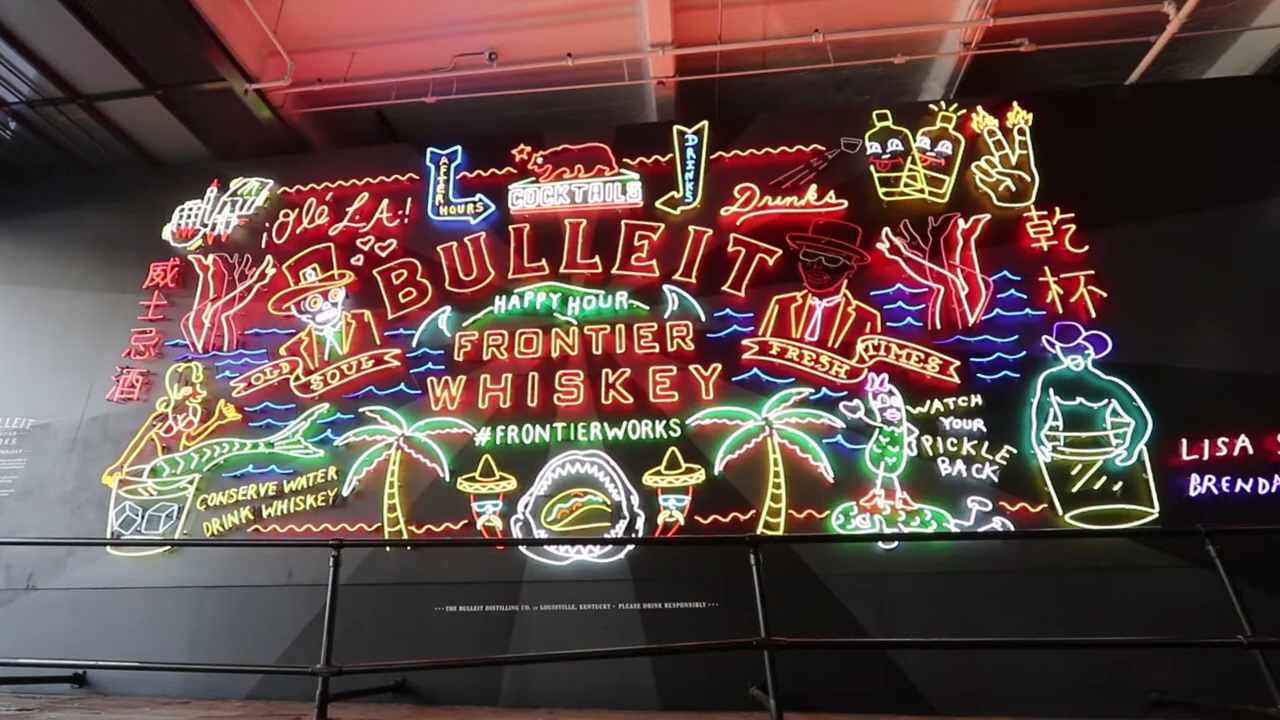 AFTER HOURS
COCKTAILS
DRINKS
Drinks
¡Olé L.A.!
BULLEIT
乾杯
威士忌酒
HAPPY HOUR
FRONTIER
WHISKEY
OLD SOUL
FRESH TIMES
#FRONTIERWORKS
WATCH
YOUR
PICKLE
BACK
CONSERVE WATER
DRINK WHISKEY
LISA
BRENDA
THE BULLEIT DISTILLING CO. IN LOUISVILLE, KENTUCKY • PLEASE DRINK RESPONSIBLY